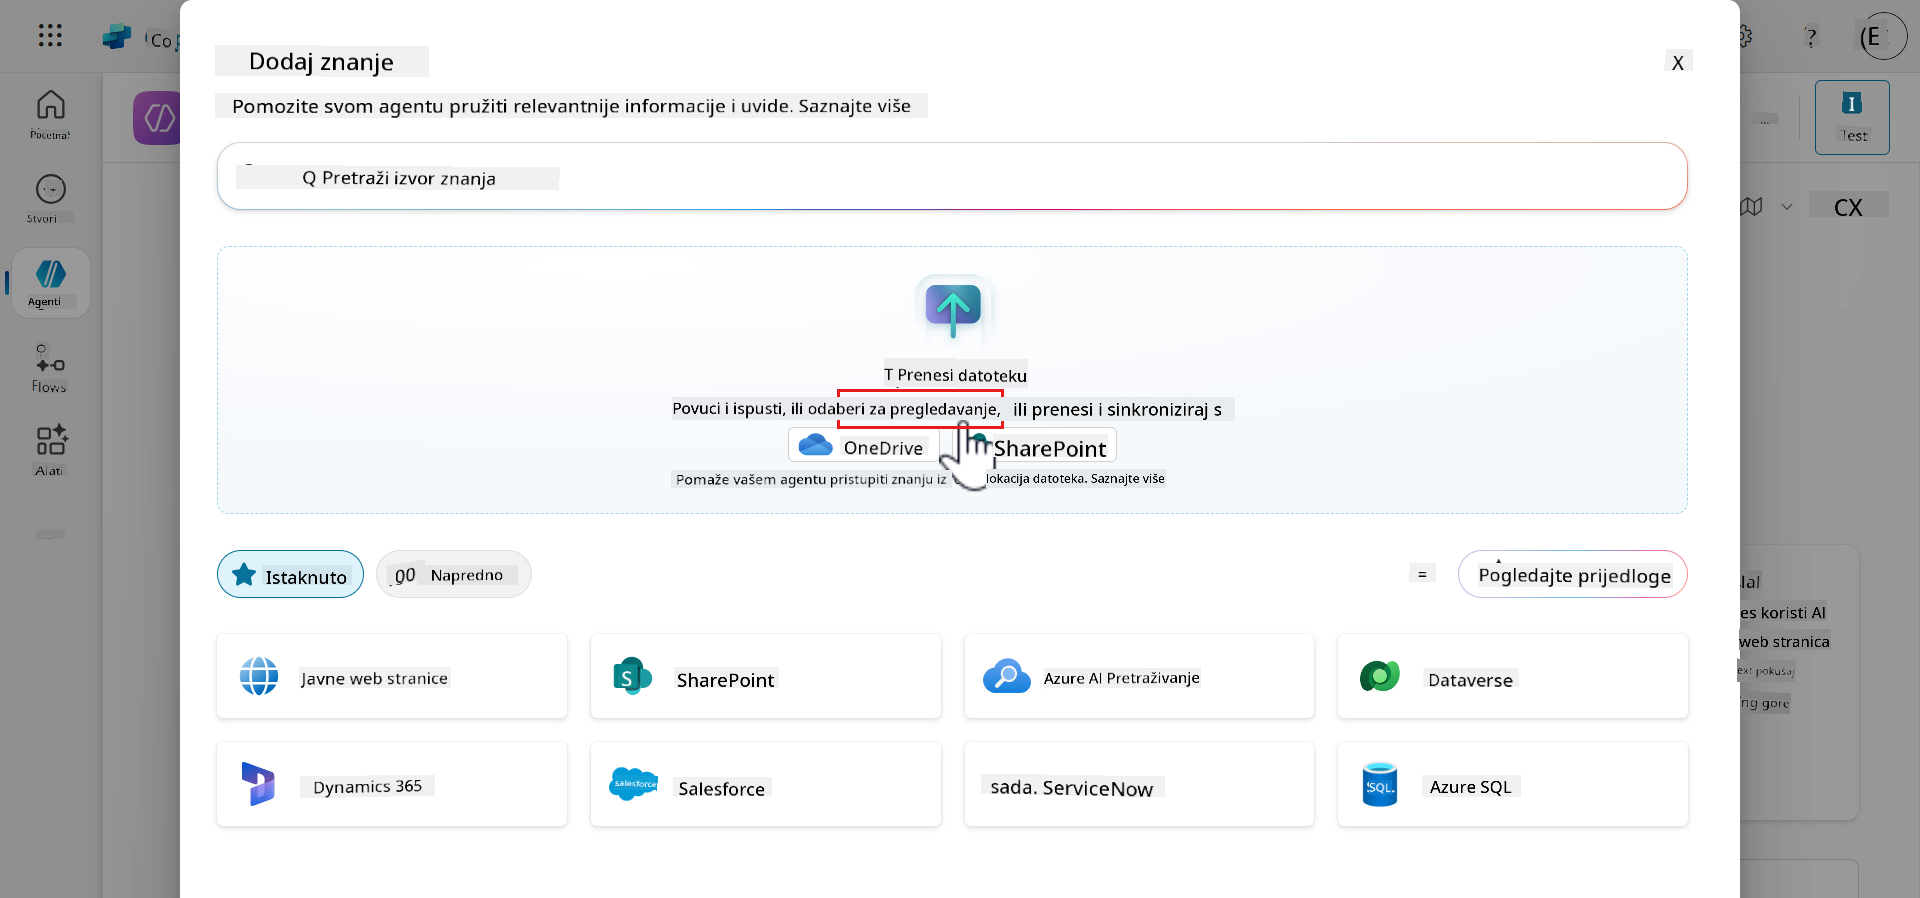 Co
?
(E
Dodaj znanje
X
Pomozite svom agentu pružiti relevantnije informacije i uvide. Saznajte više
Početna
Stvori
Agenti
Flows
Alati
...
Test
CX
Q Pretraži izvor znanja
T Prenesi datoteku
Povuci i ispusti, ili odaberi za pregledavanje, ili prenesi i sinkroniziraj s
OneDrive
SharePoint
Pomaže vašem agentu pristupiti znanju iz lokacija datoteka. Saznajte više
Istaknuto
Napredno
=
Pogledajte prijedloge
es koristi AI
web stranica
ext pokušaj
ng gore
Javne web stranice
SharePoint
Azure AI Pretraživanje
Dataverse
Dynamics 365
salesforce
Salesforce
sada. ServiceNow
SQL
Azure SQL